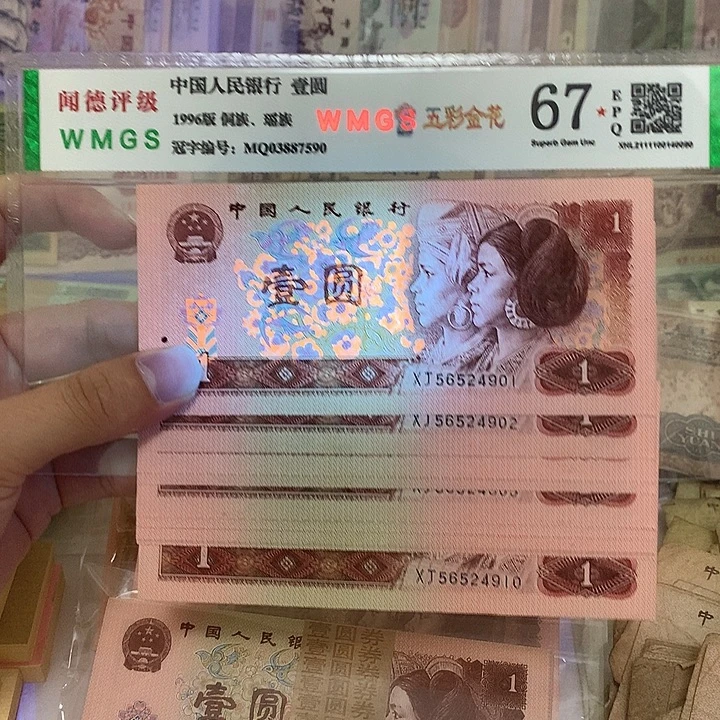 闻德评级
WMGS
中国人民银行 壹圆
1996版 侗族、瑶族
冠字编号：MQ03887590
WMGS 五彩金花
67★
EPQ
Superb Gem Unc
中国人民银行
1
壹圆
1
XJ56524901
1
XJ56524902
1
XJ56524910
1
中国人民银
壹圆
1